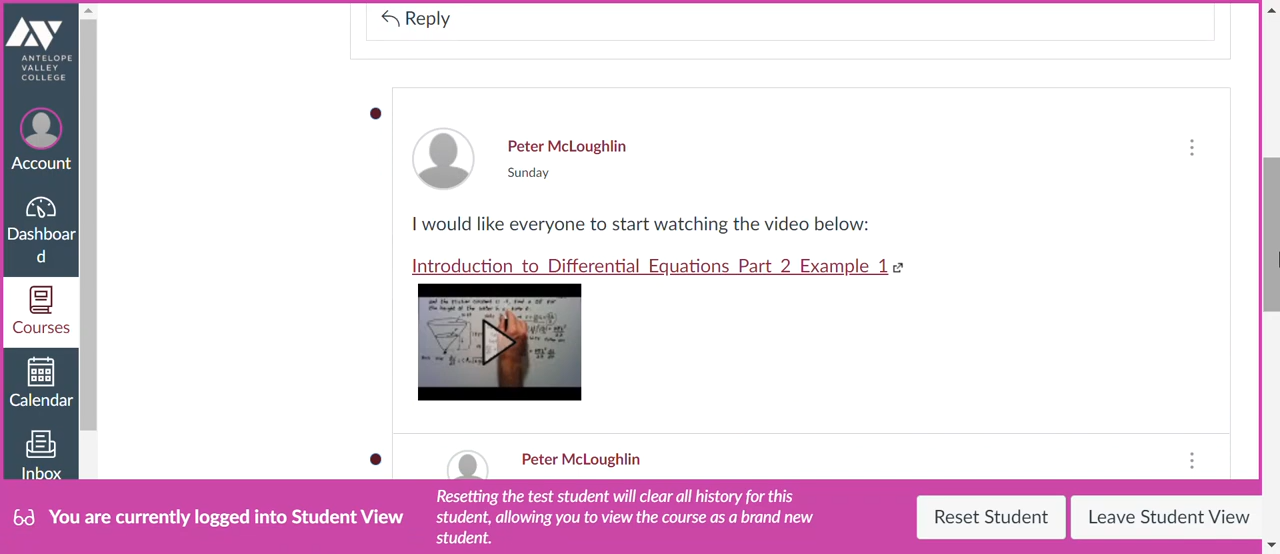 Reply
ANTELOPE
VALLEY
COLLEGE
Account
Dashboar
d
Courses
Calendar
Inbox
Peter McLoughlin
Sunday
I would like everyone to start watching the video below:
Introduction to Differential Equations Part 2 Example 1
Peter McLoughlin
You are currently logged into Student View
Resetting the test student will clear all history for this
student, allowing you to view the course as a brand new
student.
Reset Student
Leave Student View